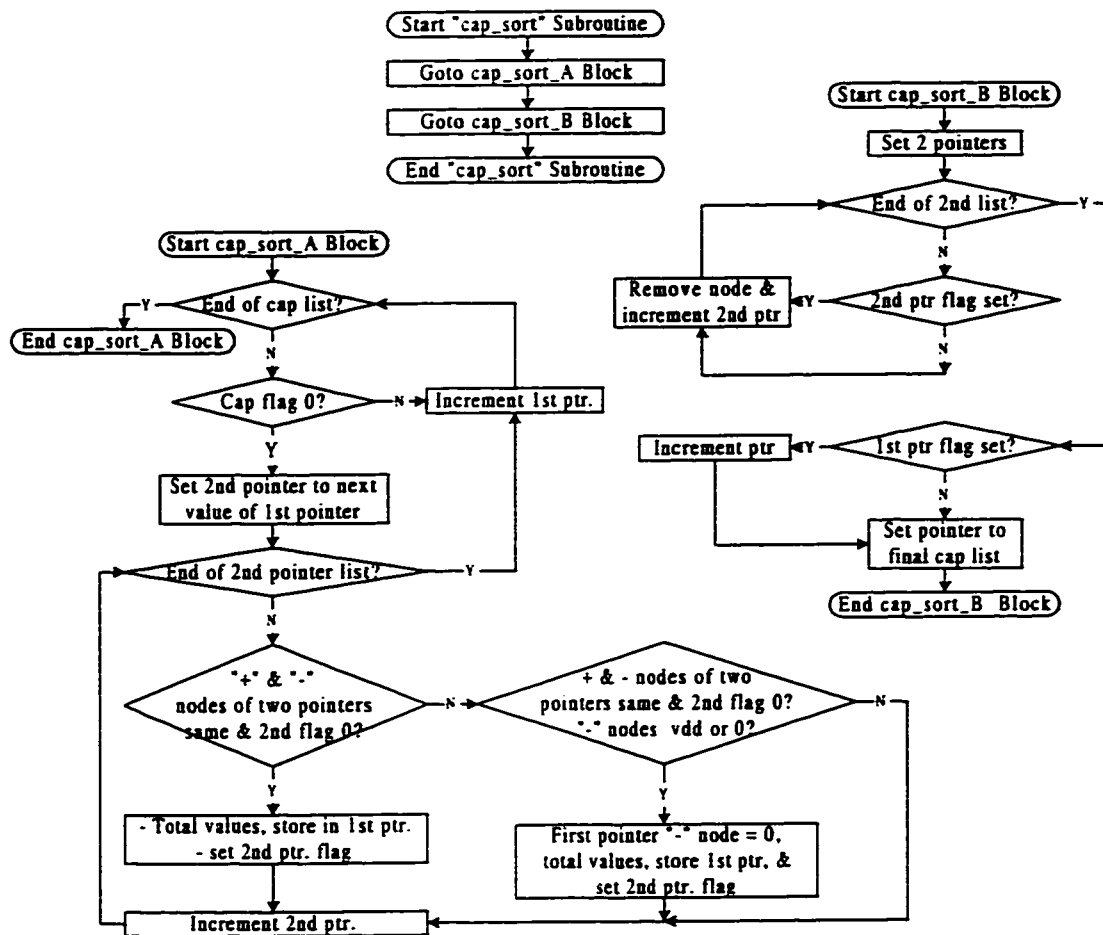 Start "cap_sort" Subroutine
Goto cap_sort_A Block
Goto cap_sort_B Block
End "cap_sort" Subroutine
Start cap_sort_A Block
End of cap list?
Y
End cap_sort_A Block
N
Cap flag 0?
N
Increment 1st ptr.
Y
Set 2nd pointer to next
value of 1st pointer
End of 2nd pointer list?
Y
N
"+" & "-"
nodes of two pointers
same & 2nd flag 0?
N
+ & - nodes of two
pointers same & 2nd flag 0?
"-" nodes vdd or 0?
N
Y
- Total values, store in 1st ptr.
- set 2nd ptr. flag
Y
First pointer "-" node = 0,
total values, store 1st ptr, &
set 2nd ptr. flag
Increment 2nd ptr.
Start cap_sort_B Block
Set 2 pointers
End of 2nd list?
Y
N
Remove node &
increment 2nd ptr
Y
2nd ptr flag set?
N
Increment ptr
Y
1st ptr flag set?
N
Set pointer to
final cap list
End cap_sort_B Block